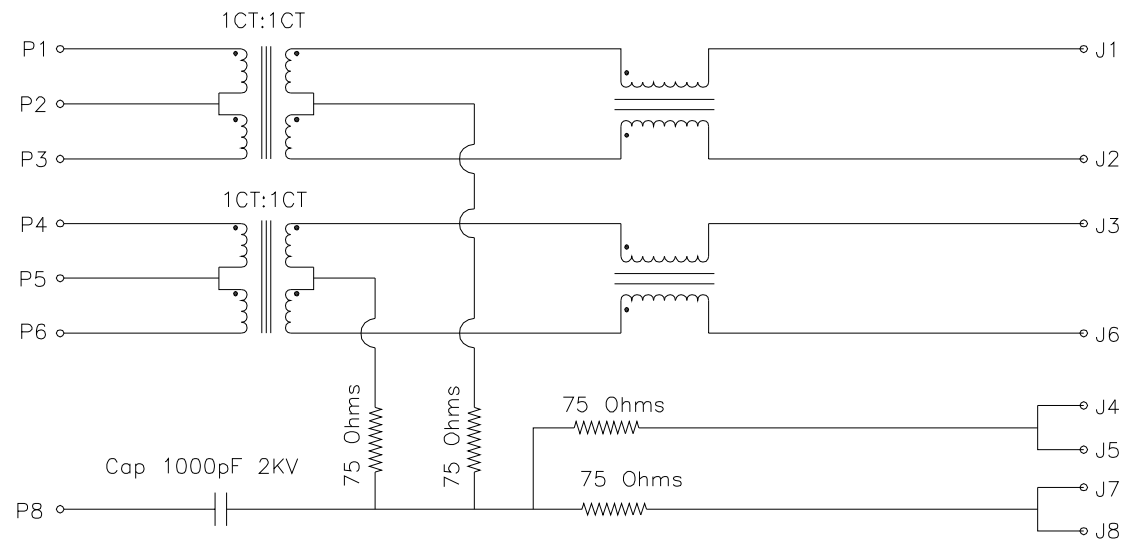 1CT:1CT
P1
J1
P2
P3
J2
1CT:1CT
P4
J3
P5
P6
J6
75 Ohms
75 Ohms
75 Ohms
J4
J5
Cap 1000pF 2KV
75 Ohms
J7
P8
J8